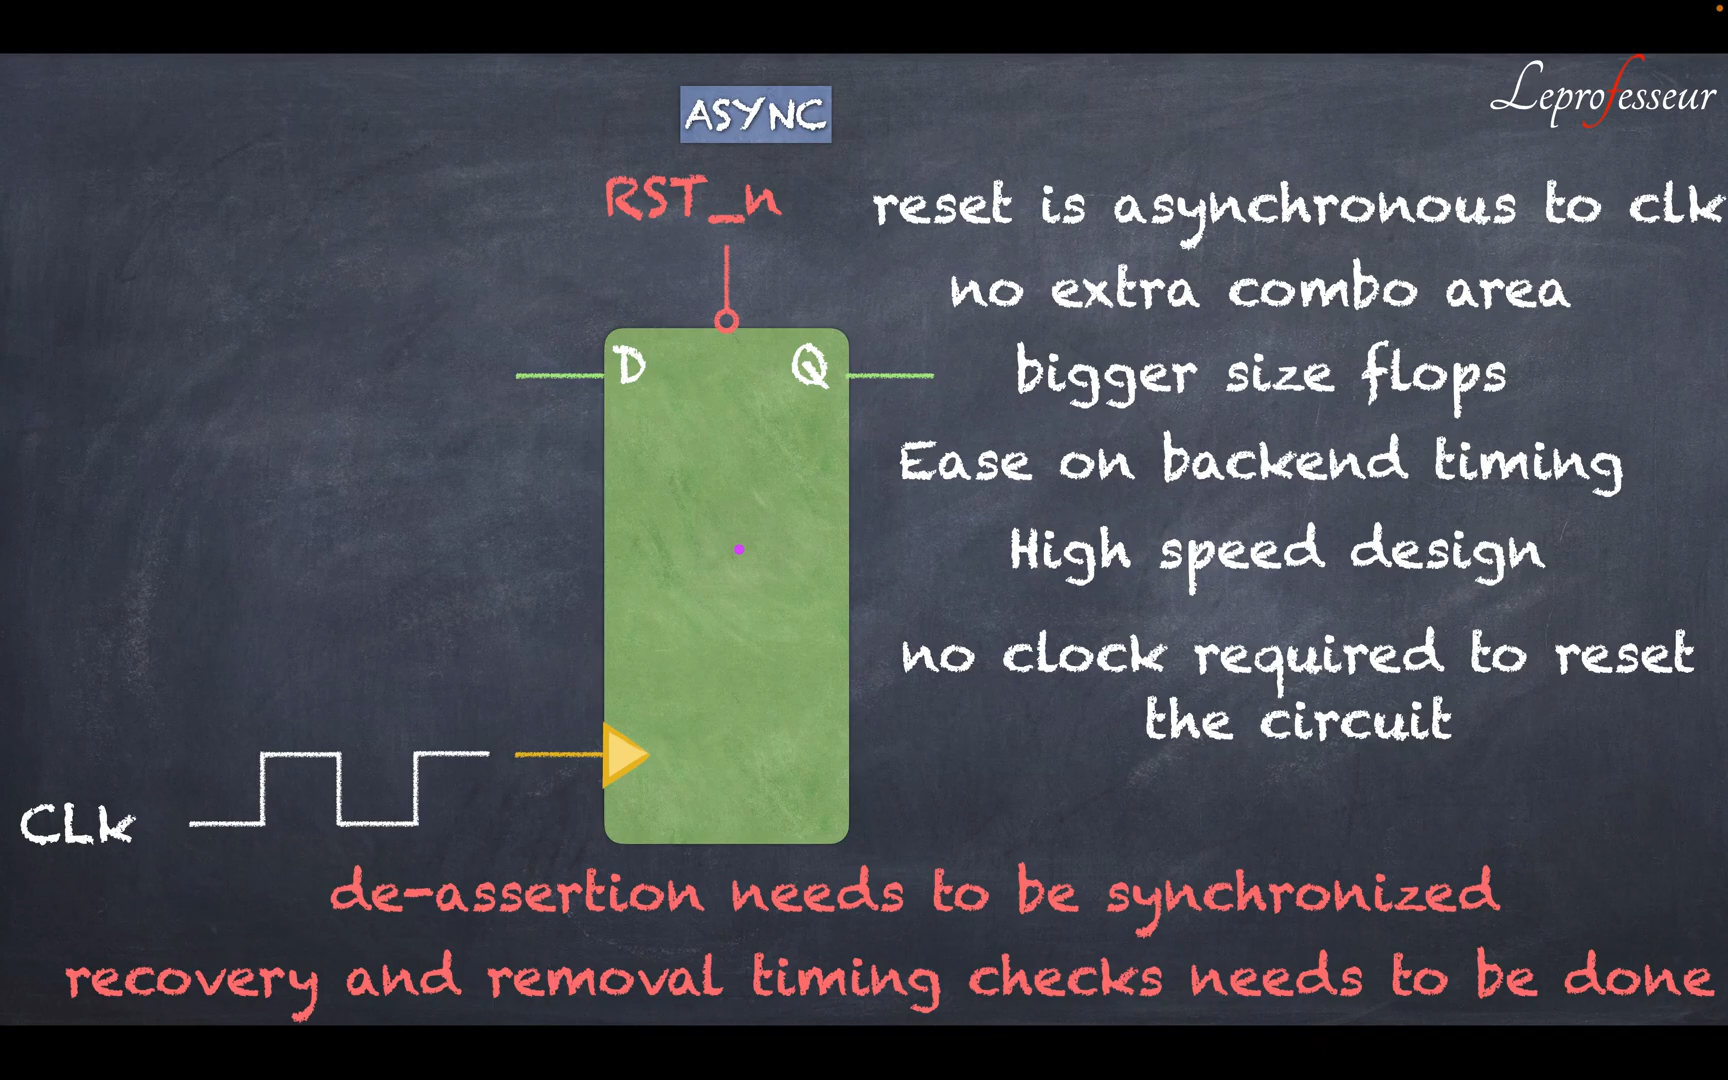 Leprofesseur
ASYNC
RST_n
reset is asynchronous to clk
no extra combo area
D
Q
bigger size flops
Ease on backend timing
High speed design
no clock required to reset
the circuit
CLk
de-assertion needs to be synchronized
recovery and removal timing checks needs to be done